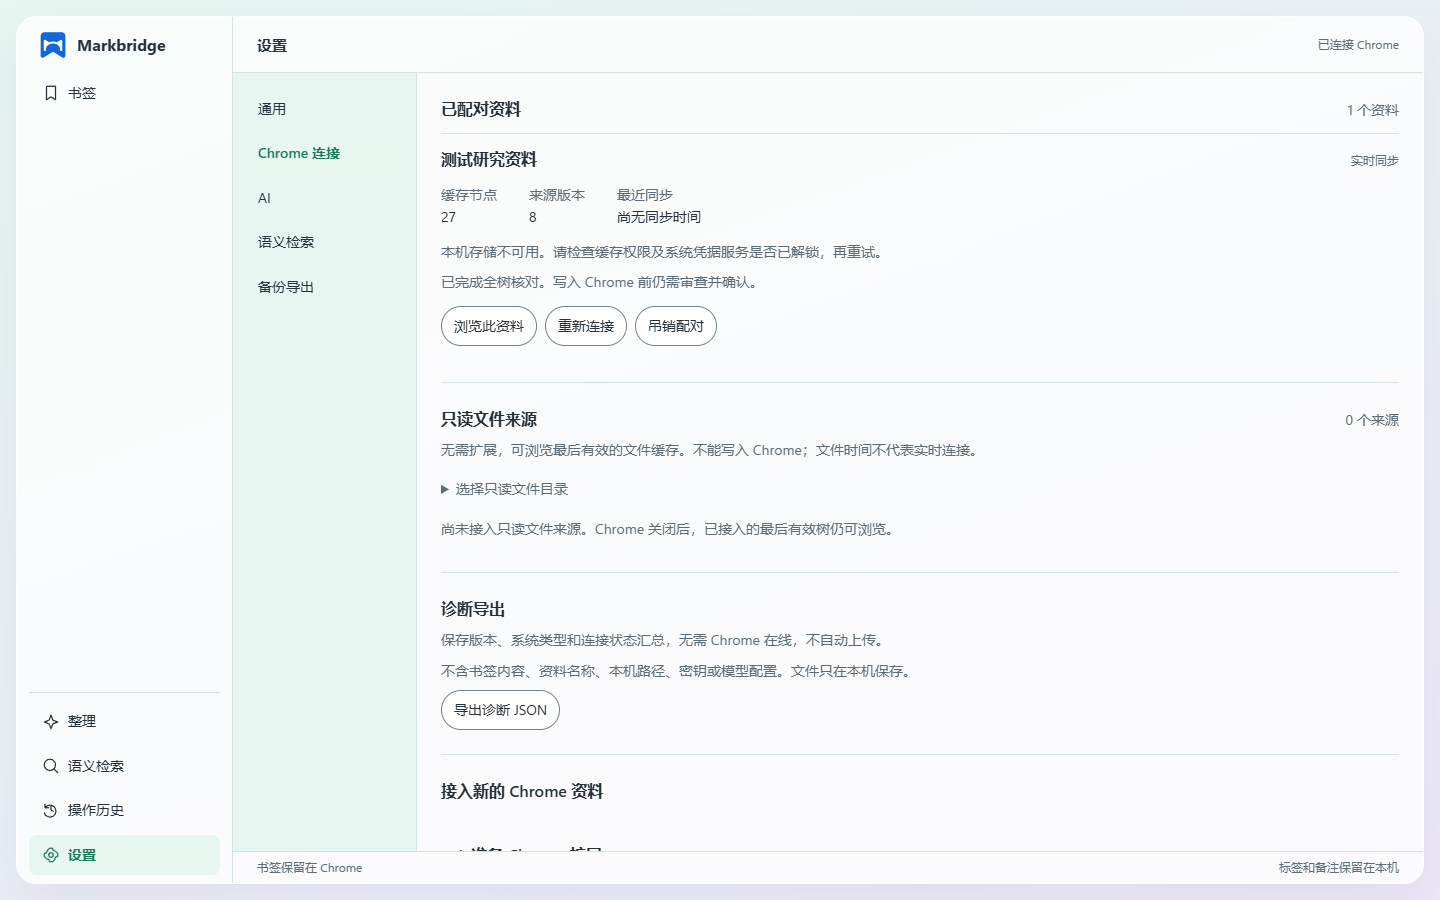 Markbridge
书签
整理
语义检索
操作历史
设置
设置
已连接 Chrome
通用
Chrome 连接
AI
语义检索
备份导出
已配对资料
1 个资料
测试研究资料
实时同步
缓存节点 来源版本 最近同步
27 8 尚无同步时间
本机存储不可用。请检查缓存权限及系统凭据服务是否已解锁，再重试。
已完成全树核对。写入 Chrome 前仍需审查并确认。
浏览此资料 重新连接 吊销配对
只读文件来源
0 个来源
无需扩展，可浏览最后有效的文件缓存。不能写入 Chrome；文件时间不代表实时连接。
选择只读文件目录
尚未接入只读文件来源。Chrome 关闭后，已接入的最后有效树仍可浏览。
诊断导出
保存版本、系统类型和连接状态汇总，无需 Chrome 在线，不自动上传。
不含书签内容、资料名称、本机路径、密钥或模型配置。文件只在本机保存。
导出诊断 JSON
接入新的 Chrome 资料
书签保留在 Chrome
标签和备注保留在本机